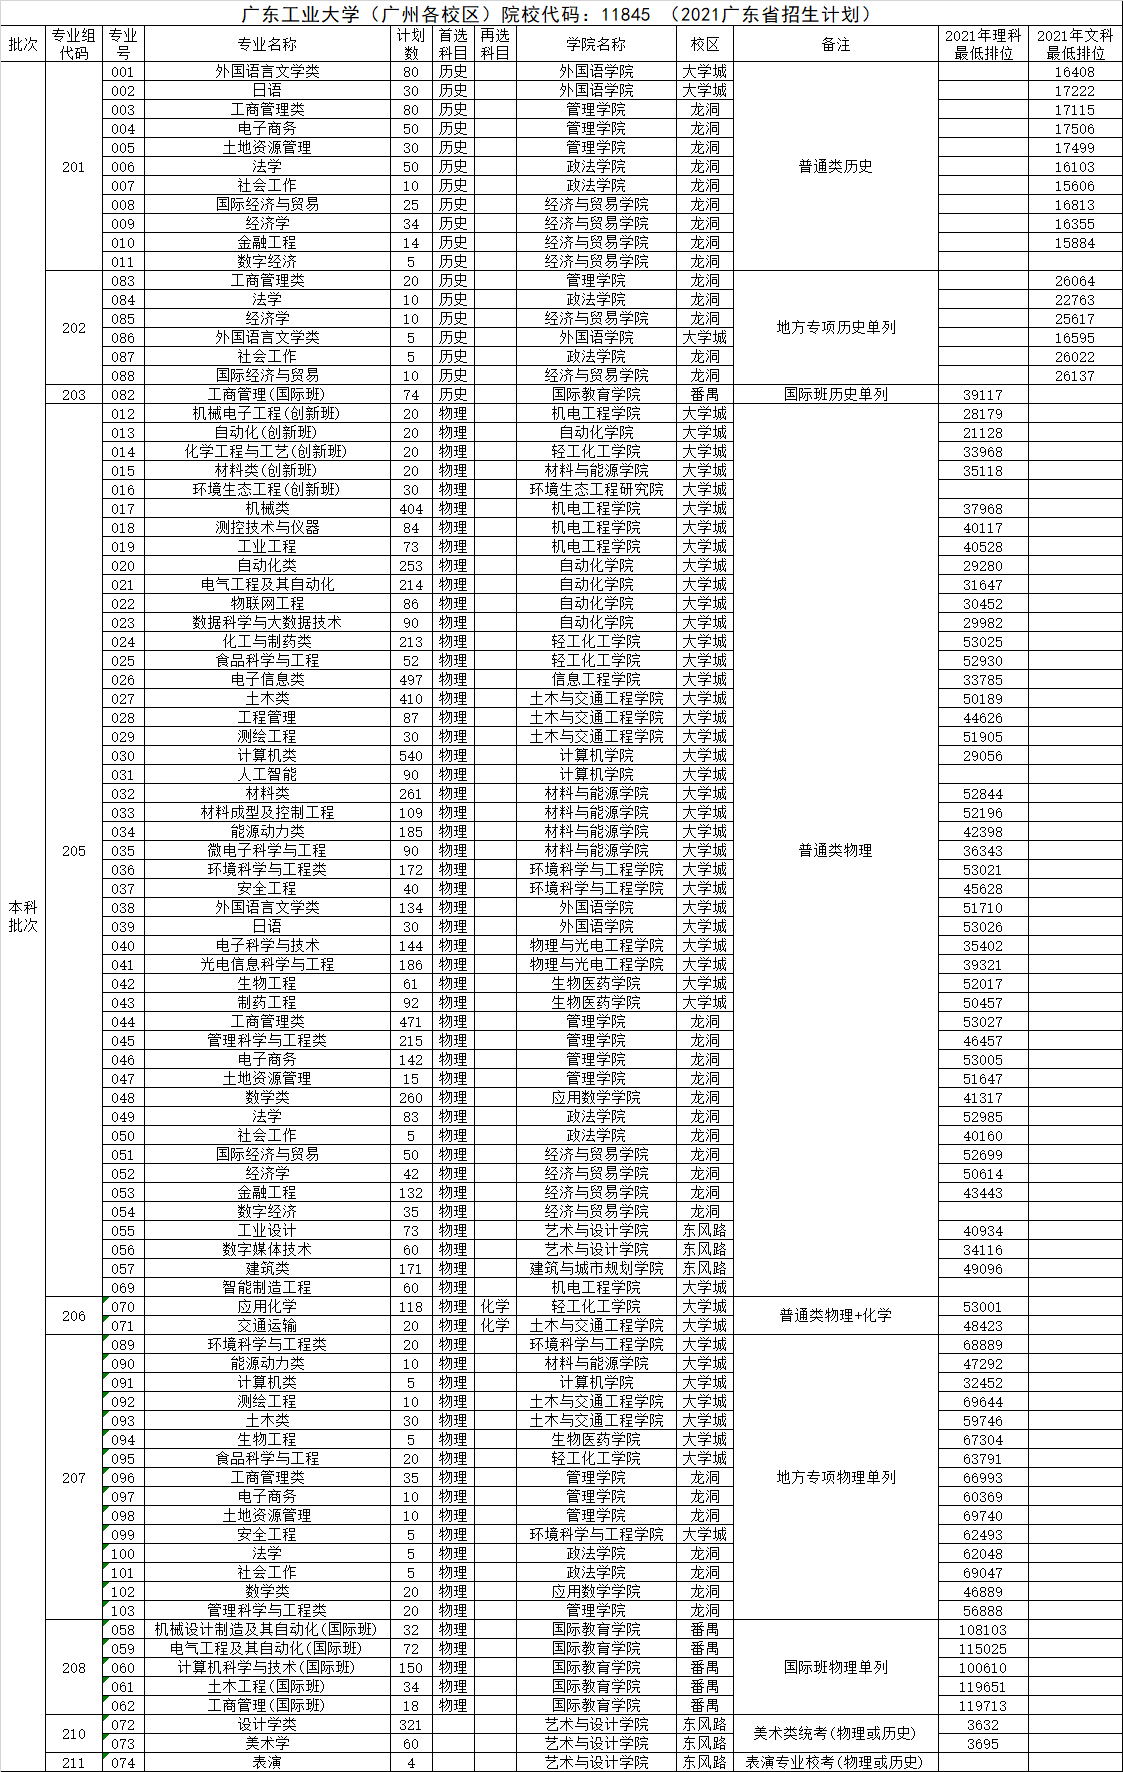 广东工业大学（广州各校区）院校代码：11845 （2021广东省招生计划）
批次 专业组代码 专业号 专业名称 计划数 首选科目 再选科目 学院名称 校区 备注 2021年理科最低排位 2021年文科最低排位
本科批次
201 普通类历史
001 外国语言文学类 80 历史 外国语学院 大学城 16408
002 日语 30 历史 外国语学院 大学城 17222
003 工商管理类 80 历史 管理学院 龙洞 17115
004 电子商务 50 历史 管理学院 龙洞 17506
005 土地资源管理 30 历史 管理学院 龙洞 17499
006 法学 50 历史 政法学院 龙洞 16103
007 社会工作 10 历史 政法学院 龙洞 15606
008 国际经济与贸易 25 历史 经济与贸易学院 龙洞 16813
009 经济学 34 历史 经济与贸易学院 龙洞 16355
010 金融工程 14 历史 经济与贸易学院 龙洞 15884
011 数字经济 5 历史 经济与贸易学院 龙洞
202 地方专项历史单列
083 工商管理类 20 历史 管理学院 龙洞 26064
084 法学 10 历史 政法学院 龙洞 22763
085 经济学 10 历史 经济与贸易学院 龙洞 25617
086 外国语言文学类 5 历史 外国语学院 大学城 16595
087 社会工作 5 历史 政法学院 龙洞 26022
088 国际经济与贸易 10 历史 经济与贸易学院 龙洞 26137
203 082 工商管理(国际班) 74 历史 国际教育学院 番禺 国际班历史单列 39117
205 普通类物理
012 机械电子工程(创新班) 20 物理 机电工程学院 大学城 28179
013 自动化(创新班) 20 物理 自动化学院 大学城 21128
014 化学工程与工艺(创新班) 20 物理 轻工化工学院 大学城 33968
015 材料类(创新班) 20 物理 材料与能源学院 大学城 35118
016 环境生态工程(创新班) 30 物理 环境生态工程研究院 大学城
017 机械类 404 物理 机电工程学院 大学城 37968
018 测控技术与仪器 84 物理 机电工程学院 大学城 40117
019 工业工程 73 物理 机电工程学院 大学城 40528
020 自动化类 253 物理 自动化学院 大学城 29280
021 电气工程及其自动化 214 物理 自动化学院 大学城 31647
022 物联网工程 86 物理 自动化学院 大学城 30452
023 数据科学与大数据技术 90 物理 自动化学院 大学城 29982
024 化工与制药类 213 物理 轻工化工学院 大学城 53025
025 食品科学与工程 52 物理 轻工化工学院 大学城 52930
026 电子信息类 497 物理 信息工程学院 大学城 33785
027 土木类 410 物理 土木与交通工程学院 大学城 50189
028 工程管理 87 物理 土木与交通工程学院 大学城 44626
029 测绘工程 30 物理 土木与交通工程学院 大学城 51905
030 计算机类 540 物理 计算机学院 大学城 29056
031 人工智能 90 物理 计算机学院 大学城
032 材料类 261 物理 材料与能源学院 大学城 52844
033 材料成型及控制工程 109 物理 材料与能源学院 大学城 52196
034 能源动力类 185 物理 材料与能源学院 大学城 42398
035 微电子科学与工程 90 物理 材料与能源学院 大学城 36343
036 环境科学与工程类 172 物理 环境科学与工程学院 大学城 53021
037 安全工程 40 物理 环境科学与工程学院 大学城 45628
038 外国语言文学类 134 物理 外国语学院 大学城 51710
039 日语 30 物理 外国语学院 大学城 53026
040 电子科学与技术 144 物理 物理与光电工程学院 大学城 35402
041 光电信息科学与工程 186 物理 物理与光电工程学院 大学城 39321
042 生物工程 61 物理 生物医药学院 大学城 52017
043 制药工程 92 物理 生物医药学院 大学城 50457
044 工商管理类 471 物理 管理学院 龙洞 53027
045 管理科学与工程类 215 物理 管理学院 龙洞 46457
046 电子商务 142 物理 管理学院 龙洞 53005
047 土地资源管理 15 物理 管理学院 龙洞 51647
048 数学类 260 物理 应用数学学院 龙洞 41317
049 法学 83 物理 政法学院 龙洞 52985
050 社会工作 5 物理 政法学院 龙洞 40160
051 国际经济与贸易 50 物理 经济与贸易学院 龙洞 52699
052 经济学 42 物理 经济与贸易学院 龙洞 50614
053 金融工程 132 物理 经济与贸易学院 龙洞 43443
054 数字经济 35 物理 经济与贸易学院 龙洞
055 工业设计 73 物理 艺术与设计学院 东风路 40934
056 数字媒体技术 60 物理 艺术与设计学院 东风路 34116
057 建筑类 171 物理 建筑与城市规划学院 东风路 49096
069 智能制造工程 60 物理 机电工程学院 大学城
206 普通类物理+化学
070 应用化学 118 物理 化学 轻工化工学院 大学城 53001
071 交通运输 20 物理 化学 土木与交通工程学院 大学城 48423
207 地方专项物理单列
089 环境科学与工程类 20 物理 环境科学与工程学院 大学城 68889
090 能源动力类 10 物理 材料与能源学院 大学城 47292
091 计算机类 5 物理 计算机学院 大学城 32452
092 测绘工程 10 物理 土木与交通工程学院 大学城 69644
093 土木类 30 物理 土木与交通工程学院 大学城 59746
094 生物工程 5 物理 生物医药学院 大学城 67304
095 食品科学与工程 20 物理 轻工化工学院 大学城 63791
096 工商管理类 35 物理 管理学院 龙洞 66993
097 电子商务 10 物理 管理学院 龙洞 60369
098 土地资源管理 10 物理 管理学院 龙洞 69740
099 安全工程 5 物理 环境科学与工程学院 大学城 62493
100 法学 5 物理 政法学院 龙洞 62048
101 社会工作 5 物理 政法学院 龙洞 69047
102 数学类 20 物理 应用数学学院 龙洞 46889
103 管理科学与工程类 20 物理 管理学院 龙洞 56888
208 国际班物理单列
058 机械设计制造及其自动化(国际班) 32 物理 国际教育学院 番禺 108103
059 电气工程及其自动化(国际班) 72 物理 国际教育学院 番禺 115025
060 计算机科学与技术(国际班) 150 物理 国际教育学院 番禺 100610
061 土木工程(国际班) 34 物理 国际教育学院 番禺 119651
062 工商管理(国际班) 18 物理 国际教育学院 番禺 119713
210 美术类统考(物理或历史)
072 设计学类 321 艺术与设计学院 东风路 3632
073 美术学 60 艺术与设计学院 东风路 3695
211 074 表演 4 艺术与设计学院 东风路 表演专业校考(物理或历史)